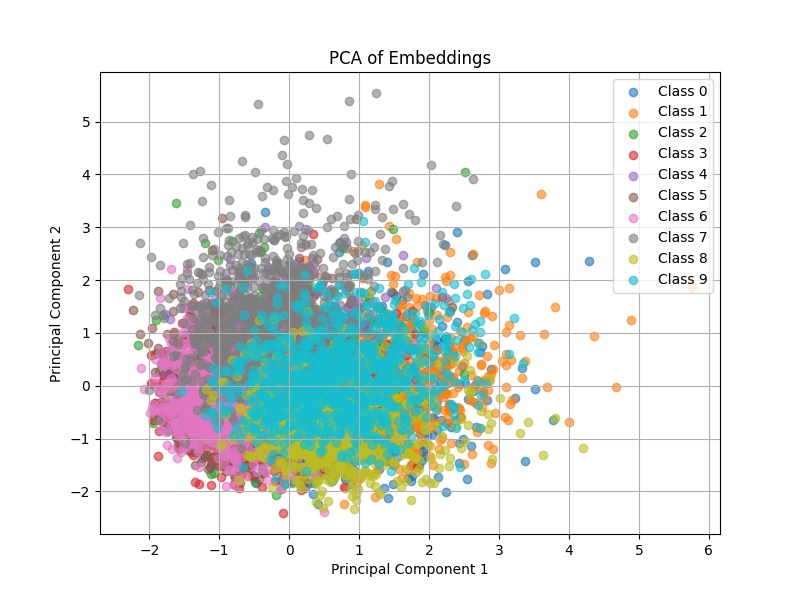 PCA of Embeddings
Class 0
Class 1
Class 2
Class 3
Class 4
Class 5
Class 6
Class 7
Class 8
Class 9
Principal Component 2
5
4
3
2
1
0
−1
−2
−2 −1 0 1 2 3 4 5 6
Principal Component 1